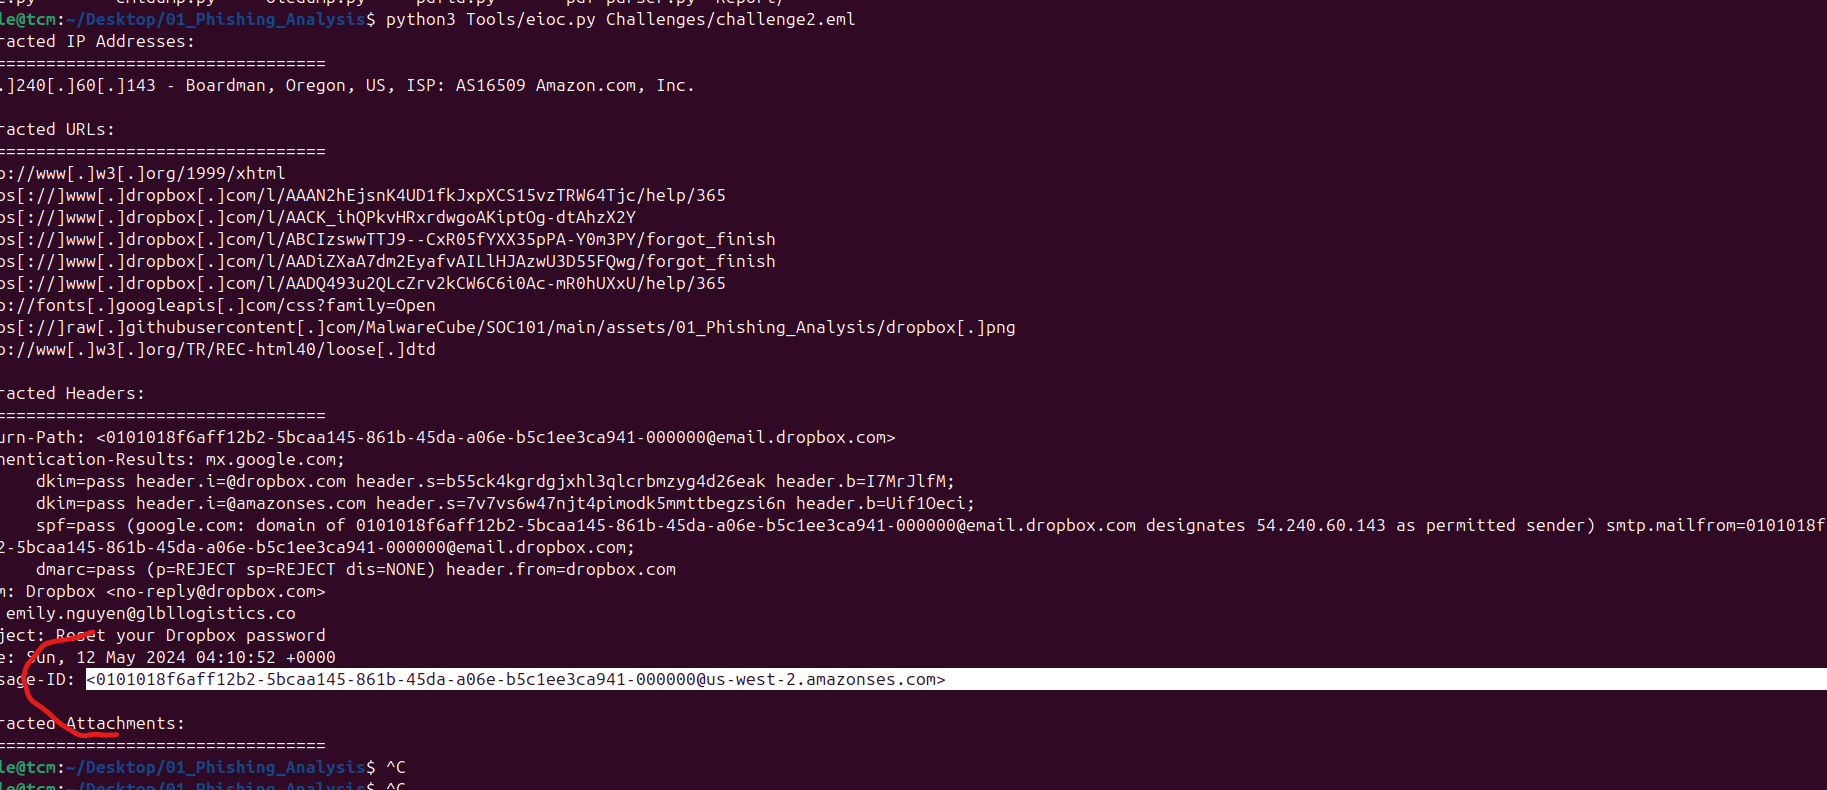 le@tcm:~/Desktop/01_Phishing_Analysis$ python3 Tools/eioc.py Challenges/challenge2.eml
racted IP Addresses:
=================================
.]240[.]60[.]143 - Boardman, Oregon, US, ISP: AS16509 Amazon.com, Inc.
racted URLs:
=================================
p://www[.]w3[.]org/1999/xhtml
ps[://]www[.]dropbox[.]com/l/AAAN2hEjsnK4UD1fkJxpXCS15vzTRW64Tjc/help/365
ps[://]www[.]dropbox[.]com/l/AACK_ihQPkvHRxrdwgoAKiptOg-dtAhzX2Y
ps[://]www[.]dropbox[.]com/l/ABCIzswwTTJ9--CxR05fYXX35pPA-Y0m3PY/forgot_finish
ps[://]www[.]dropbox[.]com/l/AADiZXaA7dm2EyafvAILlHJAzwU3D55FQwg/forgot_finish
ps[://]www[.]dropbox[.]com/l/AADQ493u2QLcZrv2kCW6C6i0Ac-mR0hUXxU/help/365
p://fonts[.]googleapis[.]com/css?family=Open
ps[://]raw[.]githubusercontent[.]com/MalwareCube/SOC101/main/assets/01_Phishing_Analysis/dropbox[.]png
p://www[.]w3[.]org/TR/REC-html40/loose[.]dtd
racted Headers:
=================================
urn-Path: <0101018f6aff12b2-5bcaa145-861b-45da-a06e-b5c1ee3ca941-000000@email.dropbox.com>
hentication-Results: mx.google.com;
dkim=pass header.i=@dropbox.com header.s=b55ck4kgrdgjxhl3qlcrbmzyg4d26eak header.b=I7MrJlfM;
dkim=pass header.i=@amazonses.com header.s=7v7vs6w47njt4pimodk5mmttbegzsi6n header.b=Uif1Oeci;
spf=pass (google.com: domain of 0101018f6aff12b2-5bcaa145-861b-45da-a06e-b5c1ee3ca941-000000@email.dropbox.com designates 54.240.60.143 as permitted sender) smtp.mailfrom=0101018f
2-5bcaa145-861b-45da-a06e-b5c1ee3ca941-000000@email.dropbox.com;
dmarc=pass (p=REJECT sp=REJECT dis=NONE) header.from=dropbox.com
m: Dropbox <no-reply@dropbox.com>
emily.nguyen@glbllogistics.co
ject: Reset your Dropbox password
e: Sun, 12 May 2024 04:10:52 +0000
sage-ID: <0101018f6aff12b2-5bcaa145-861b-45da-a06e-b5c1ee3ca941-000000@us-west-2.amazonses.com>
racted Attachments:
=================================
le@tcm:~/Desktop/01_Phishing_Analysis$ ^C
le@tcm:~/Desktop/01_Phishing_Analysis$ ^C